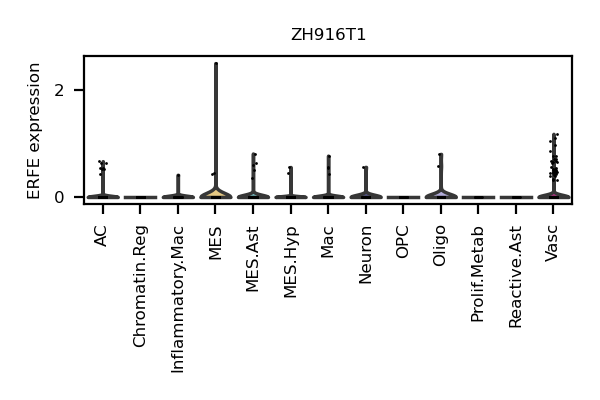 ZH916T1
ERFE expression
2
0
AC
Chromatin.Reg
Inflammatory.Mac
MES
MES.Ast
MES.Hyp
Mac
Neuron
OPC
Oligo
Prolif.Metab
Reactive.Ast
Vasc